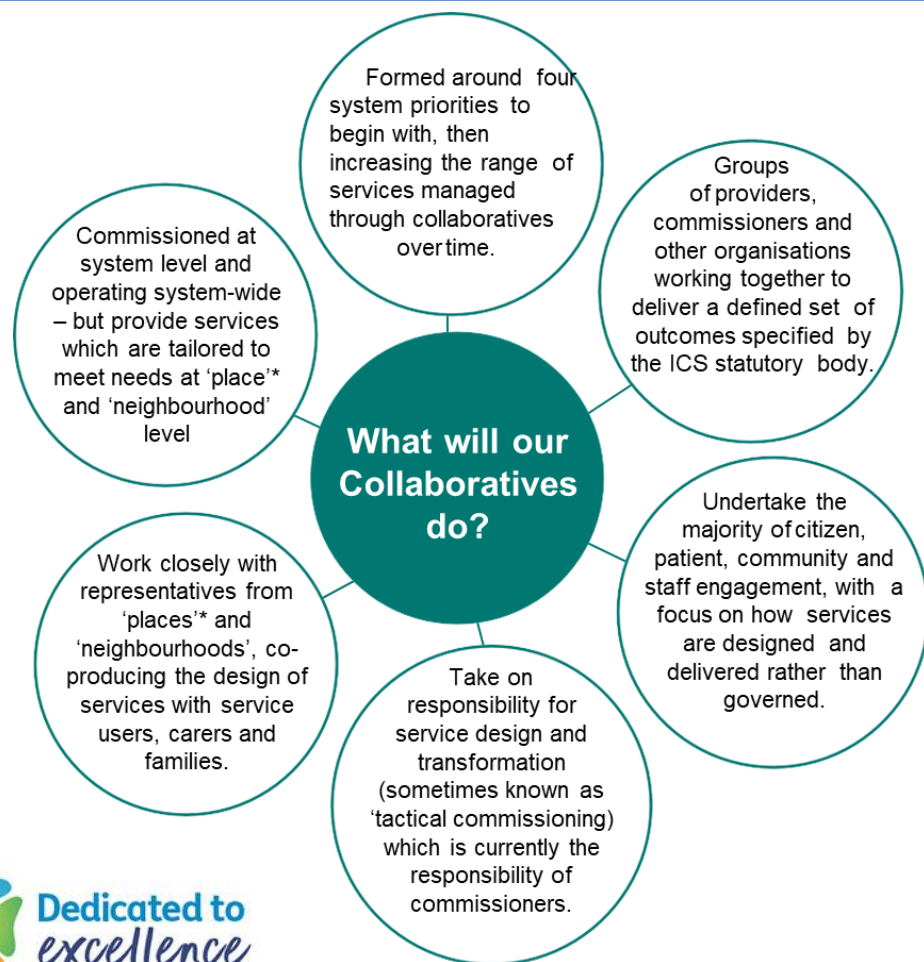 Formed around four
system priorities to
begin with, then
increasing the range of
services managed
through collaboratives
overtime.
Groups
of providers,
commissioners and
other organisations
working together to
deliver a defined set of
outcomes specified by
the ICS statutory body.
Commissioned at
system level and
operating system-wide
– but provide services
which are tailored to
meet needs at ‘place’*
and ‘neighbourhood’
level
What will our
Collaboratives
do?
Undertake the
majority of citizen,
patient, community and
staff engagement, with a
focus on how services
are designed and
delivered rather than
governed.
Work closely with
representatives from
‘places’* and
‘neighbourhoods’, co-
producing the design of
services with service
users, carers and
families.
Take on
responsibility for
service design and
transformation
(sometimes known as
‘tactical commissioning)
which is currently the
responsibility of
commissioners.
Dedicated to
excellence